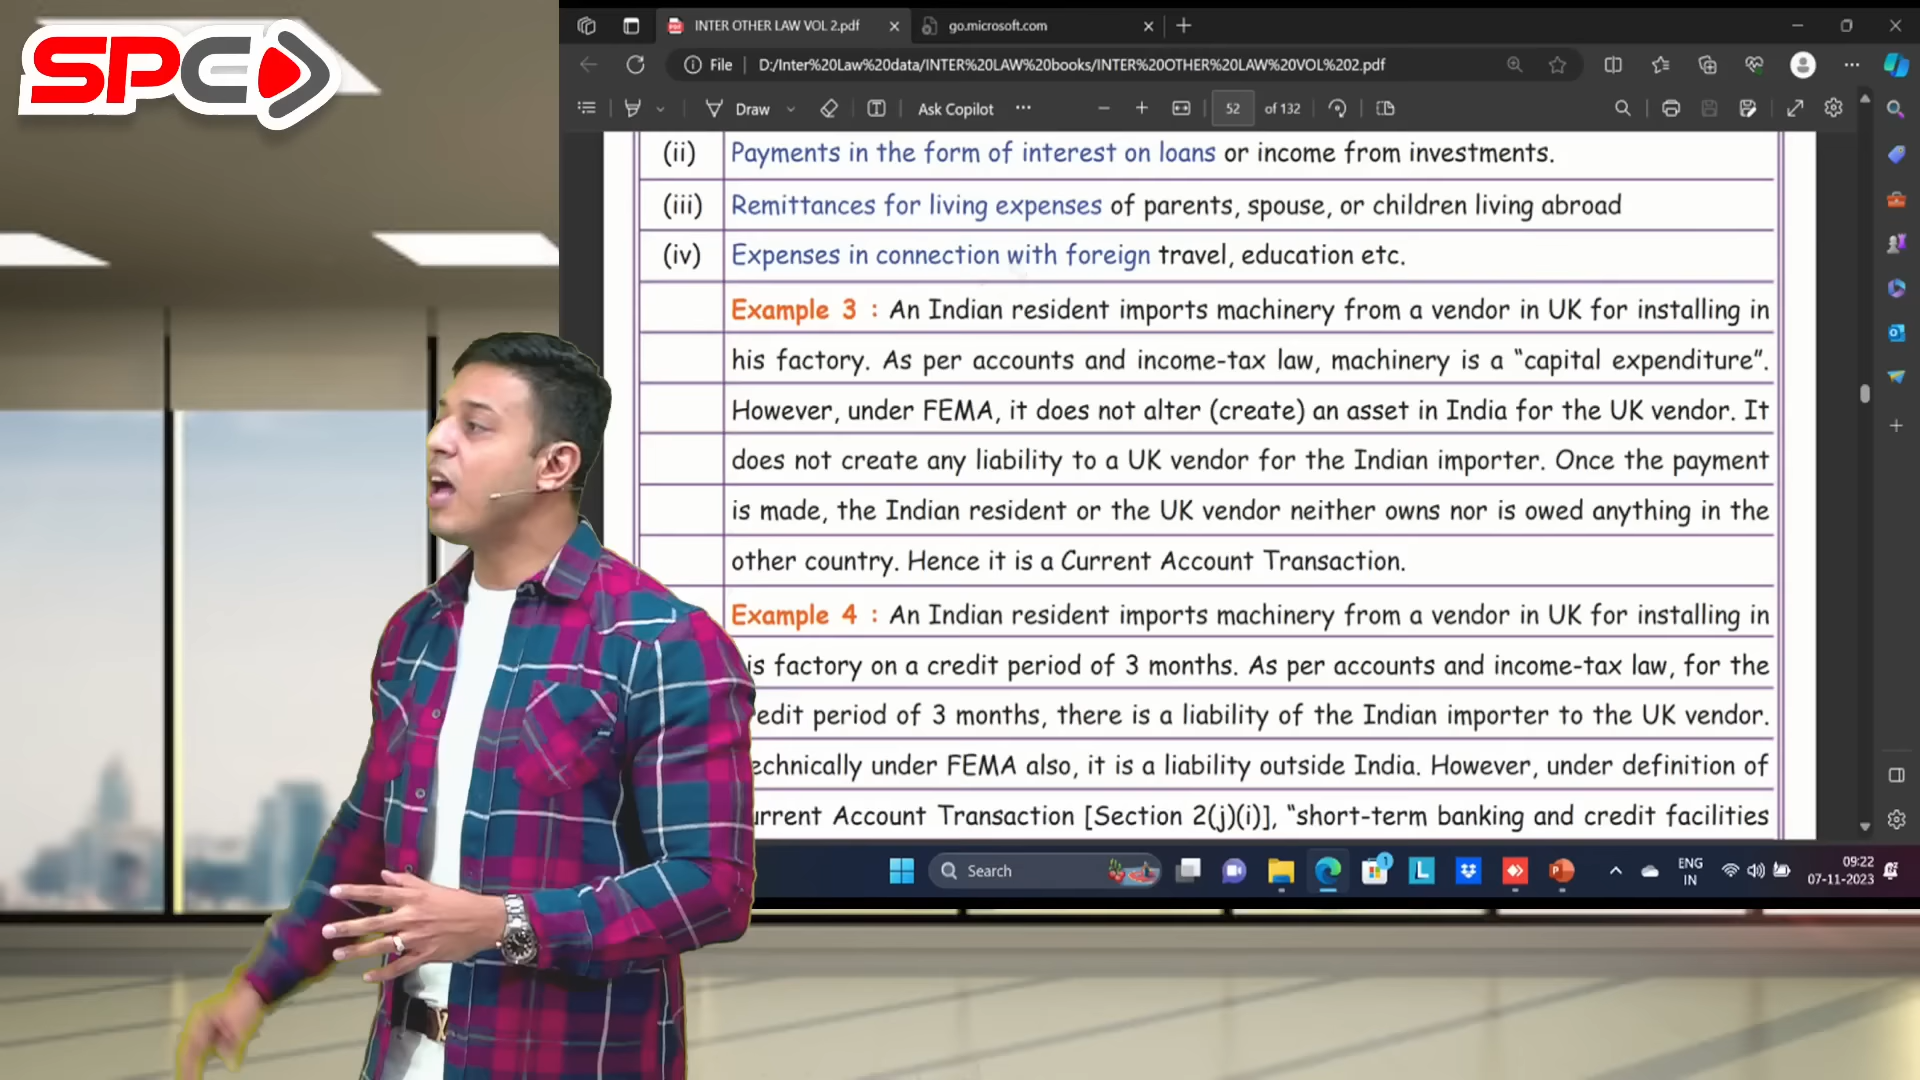 SPC
INTER OTHER LAW VOL 2.pdf
go.microsoft.com
File
D:/Inter%20Law%20data/INTER%20LAW%20books/INTER%20OTHER%20LAW%20VOL%202.pdf
Draw
Ask Copilot
52
of 132
(ii) Payments in the form of interest on loans or income from investments.
(iii) Remittances for living expenses of parents, spouse, or children living abroad
(iv) Expenses in connection with foreign travel, education etc.
Example 3 : An Indian resident imports machinery from a vendor in UK for installing in
his factory. As per accounts and income-tax law, machinery is a “capital expenditure”.
However, under FEMA, it does not alter (create) an asset in India for the UK vendor. It
does not create any liability to a UK vendor for the Indian importer. Once the payment
is made, the Indian resident or the UK vendor neither owns nor is owed anything in the
other country. Hence it is a Current Account Transaction.
Example 4 : An Indian resident imports machinery from a vendor in UK for installing in
is factory on a credit period of 3 months. As per accounts and income-tax law, for the
edit period of 3 months, there is a liability of the Indian importer to the UK vendor.
echnically under FEMA also, it is a liability outside India. However, under definition of
urrent Account Transaction [Section 2(j)(i)], “short-term banking and credit facilities
Search
ENG
IN
09:22
07-11-2023